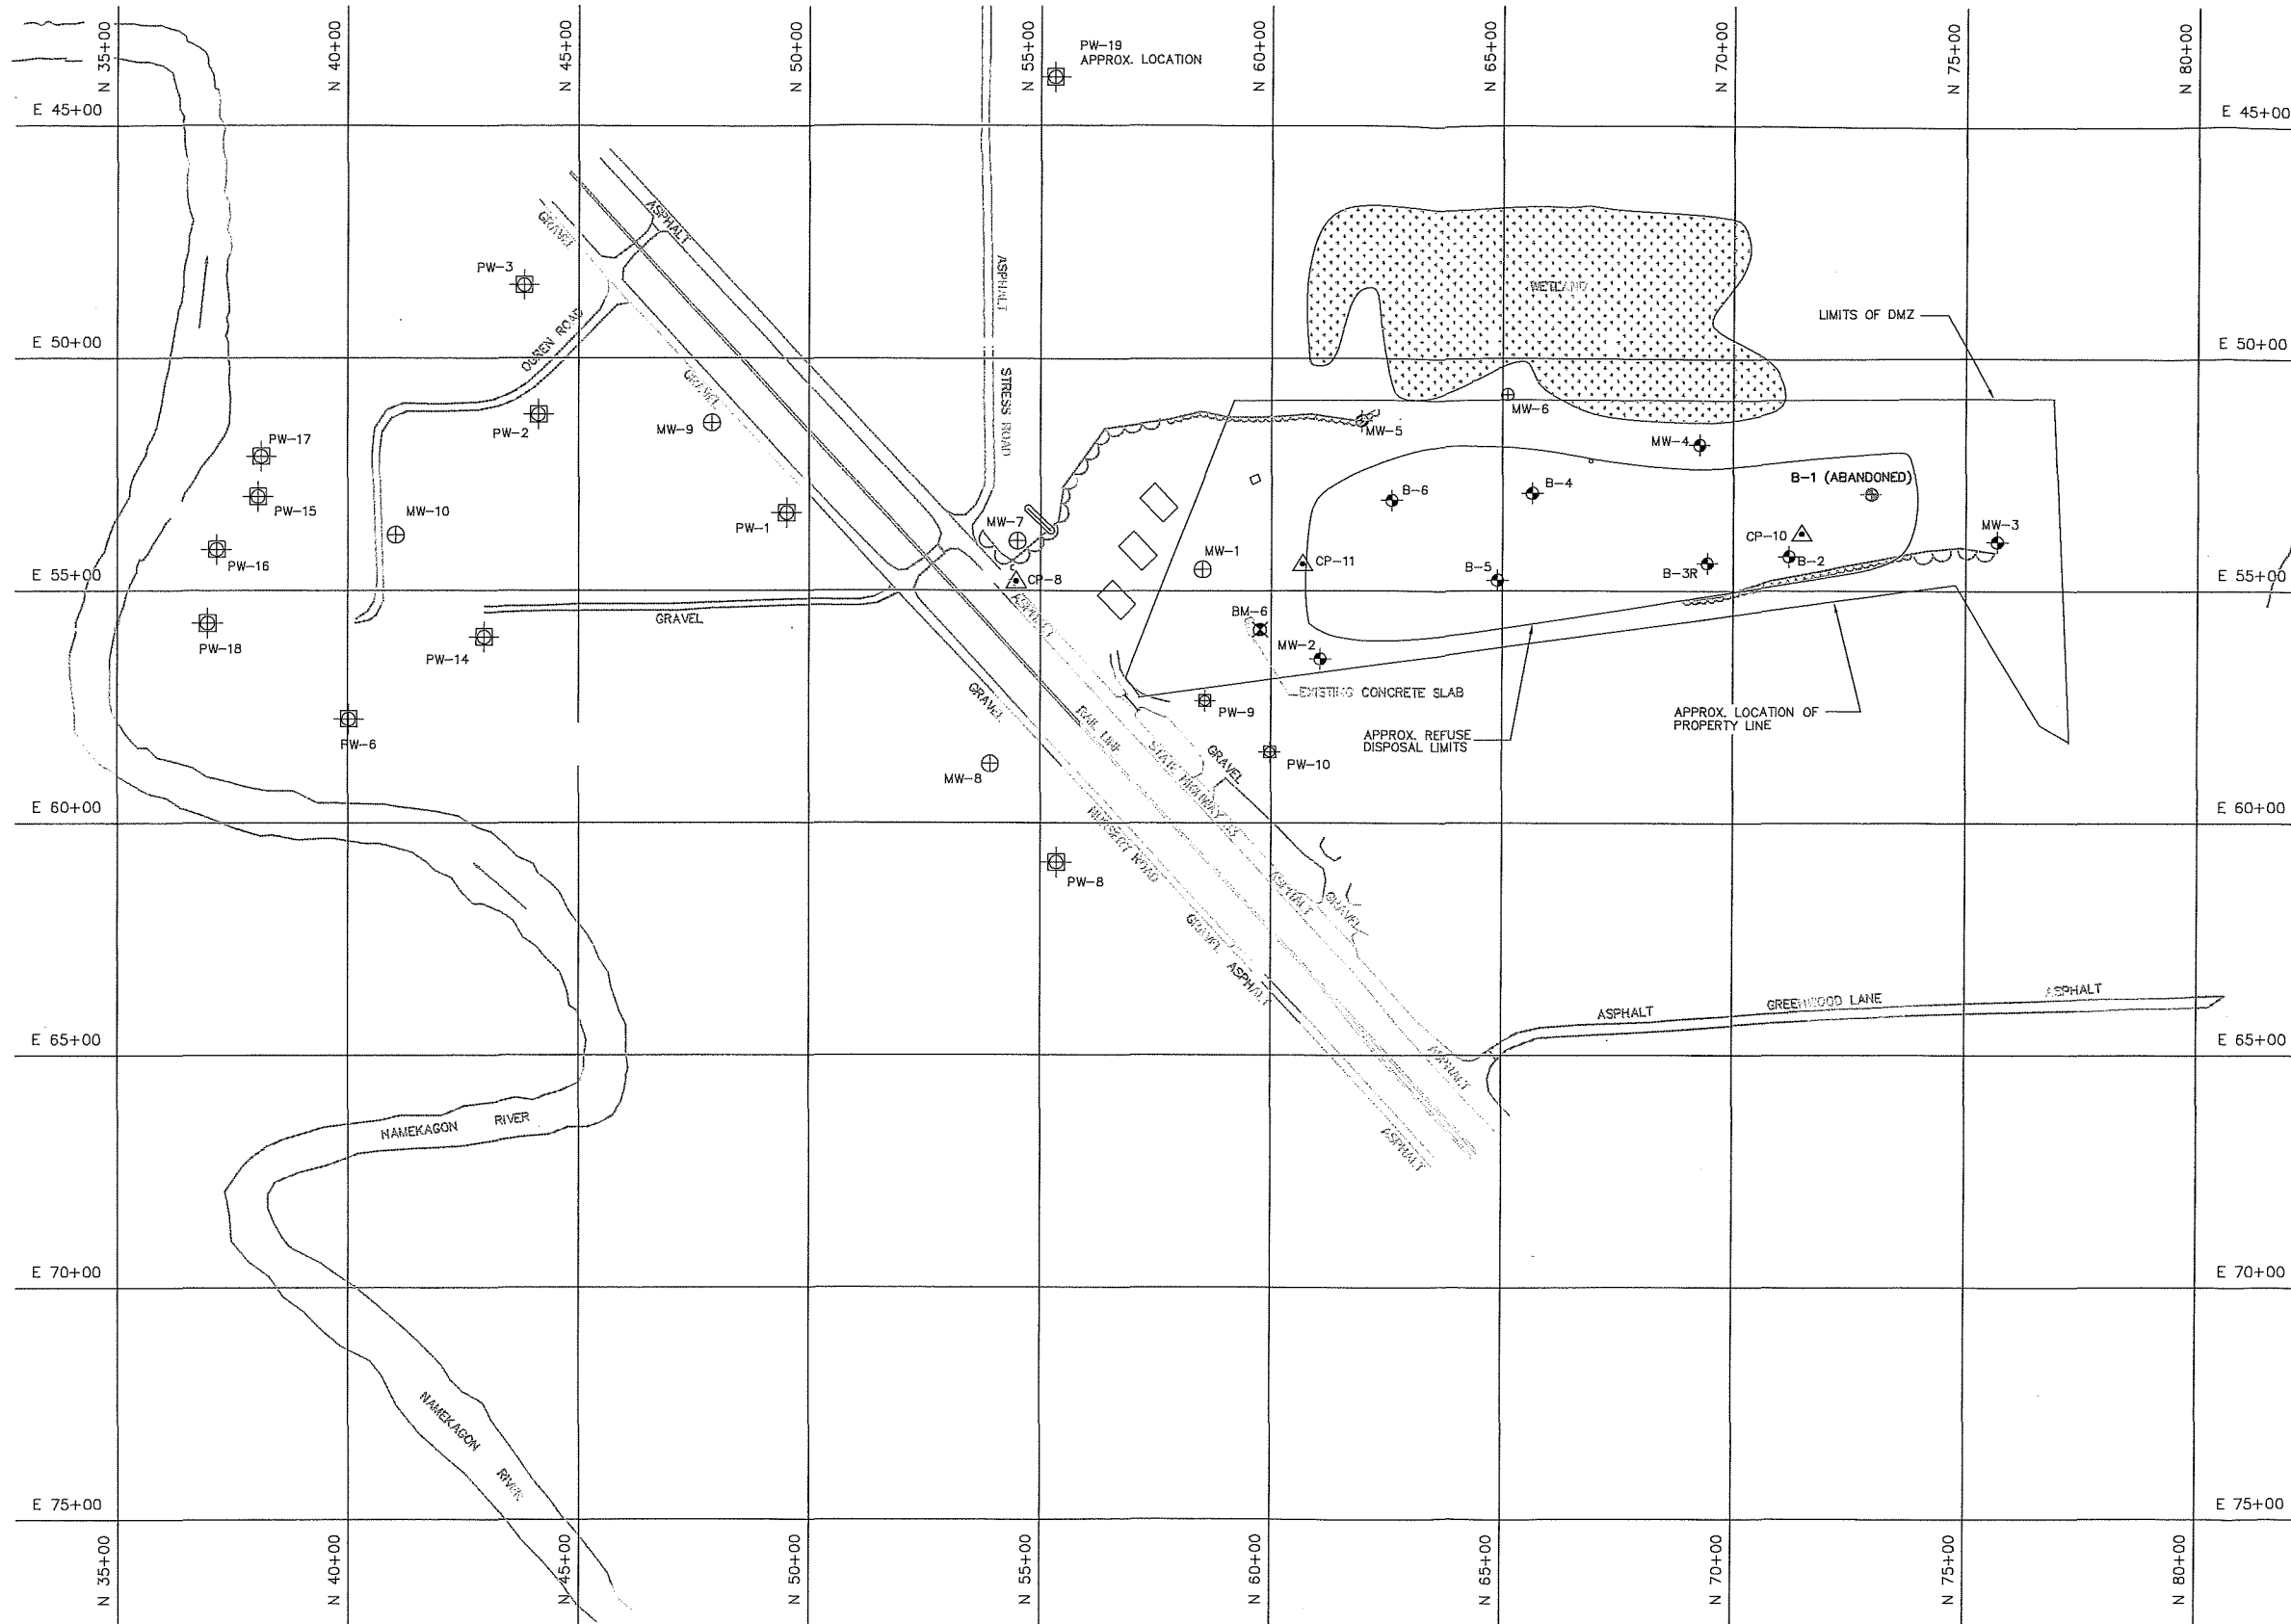 N 35+00
N 40+00
N 45+00
N 50+00
N 55+00
N 60+00
N 65+00
N 70+00
N 75+00
N 80+00
PW-19
APPROX. LOCATION
E 45+00
E 45+00
ASPHALT
GRAVEL
ASPHALT
PW-3
WETLAND
LIMITS OF DMZ
E 50+00
E 50+00
GRAVEL
STRESS ROAD
PW-2
MW-9
MW-5
MW-6
MW-4
PW-17
PW-15
B-6
B-4
B-1 (ABANDONED)
MW-10
PW-1
MW-7
MW-3
PW-16
MW-1
CP-11
CP-10
B-2
B-5
B-3R
CP-8
E 55+00
E 55+00
ASPHALT
GRAVEL
BM-6
MW-2
PW-18
PW-14
EXISTING CONCRETE SLAB
GRAVEL
PW-9
APPROX. LOCATION OF
PROPERTY LINE
RAIL LINE
APPROX. REFUSE
DISPOSAL LIMITS
PW-6
GRAVEL
PW-10
MW-8
STATE HIGHWAY
E 60+00
E 60+00
NURSERY ROAD
PW-8
ASPHALT
GRAVEL
GRAVEL
ASPHALT
ASPHALT
GREENWOOD LANE
ASPHALT
E 65+00
E 65+00
ASPHALT
NAMEKAGON
RIVER
ASPHALT
E 70+00
E 70+00
NAMEKAGON
RIVER
E 75+00
E 75+00
N 35+00
N 40+00
N 45+00
N 50+00
N 55+00
N 60+00
N 65+00
N 70+00
N 75+00
N 80+00